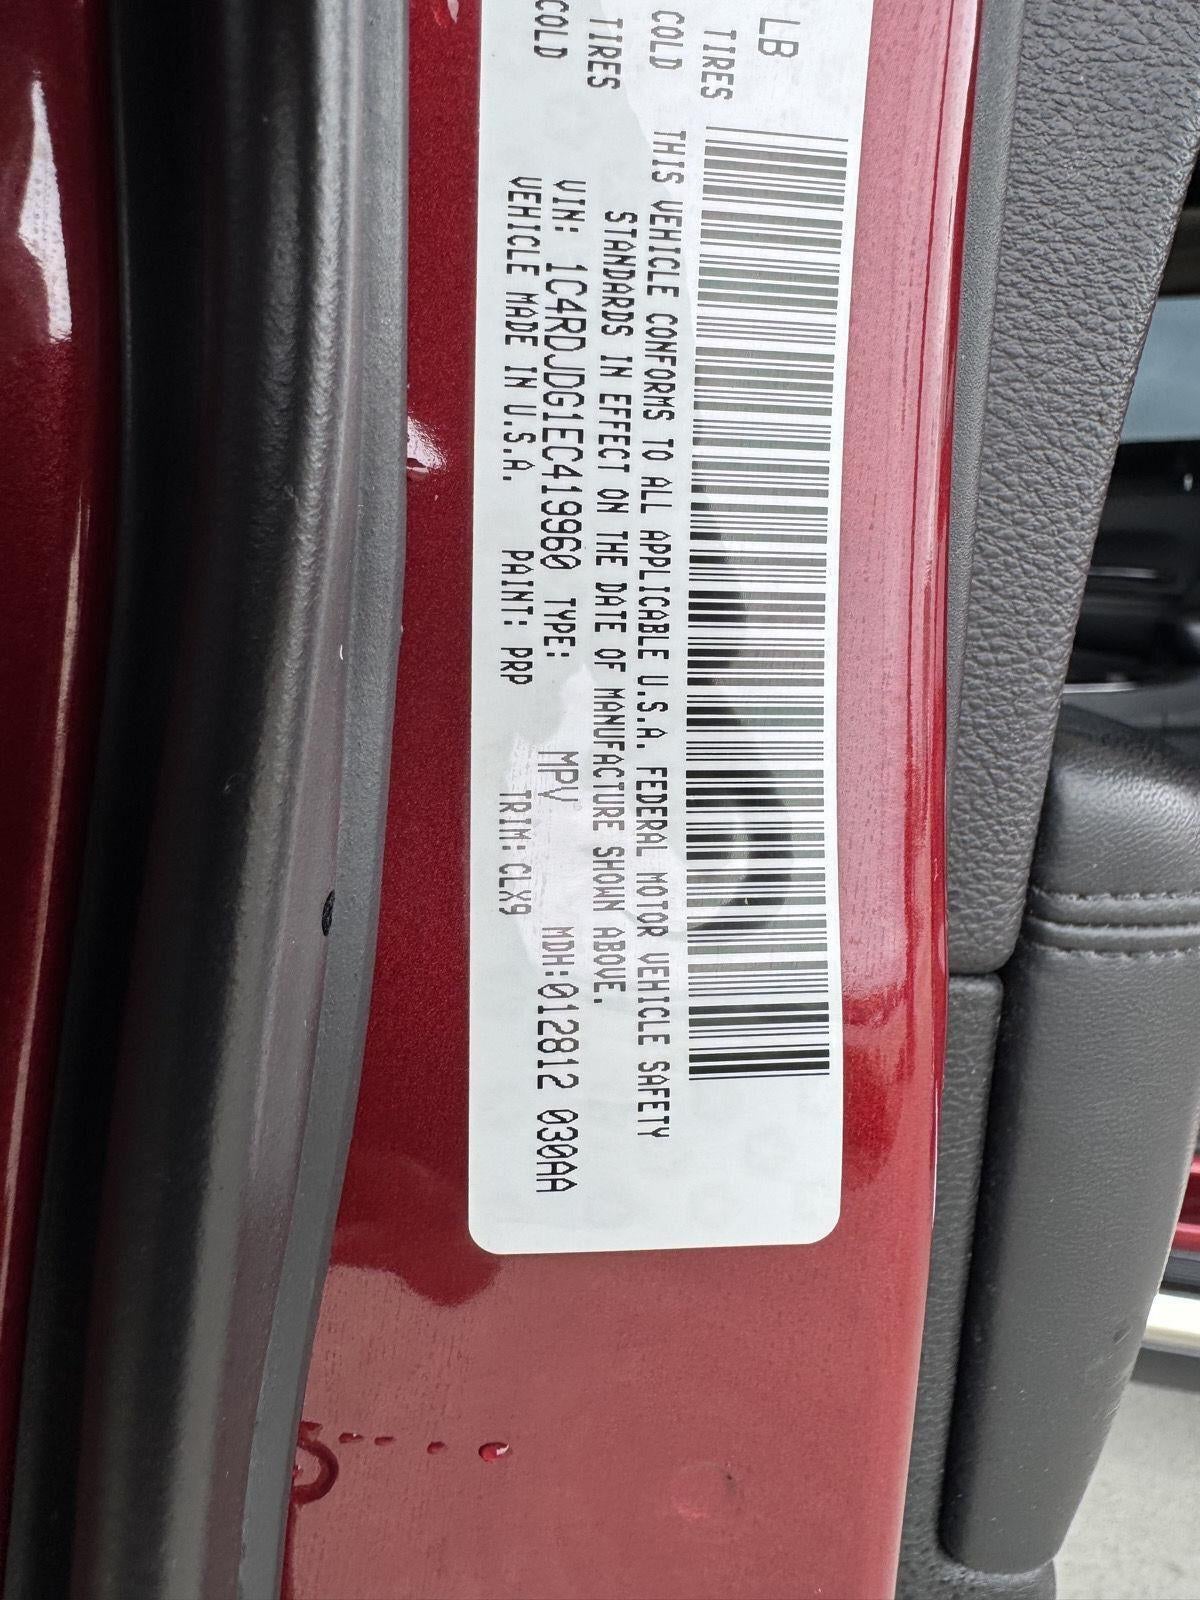 LB
TIRES
COLD
TIRES
COLD
THIS VEHICLE CONFORMS TO ALL APPLICABLE U.S.A. FEDERAL MOTOR VEHICLE SAFETY
STANDARDS IN EFFECT ON THE DATE OF MANUFACTURE SHOWN ABOVE.
VIN: 1C4RDJDG1EC419960 TYPE: MPV MDH:012812 030AA
VEHICLE MADE IN U.S.A. PAINT: PRP TRIM:CLX9